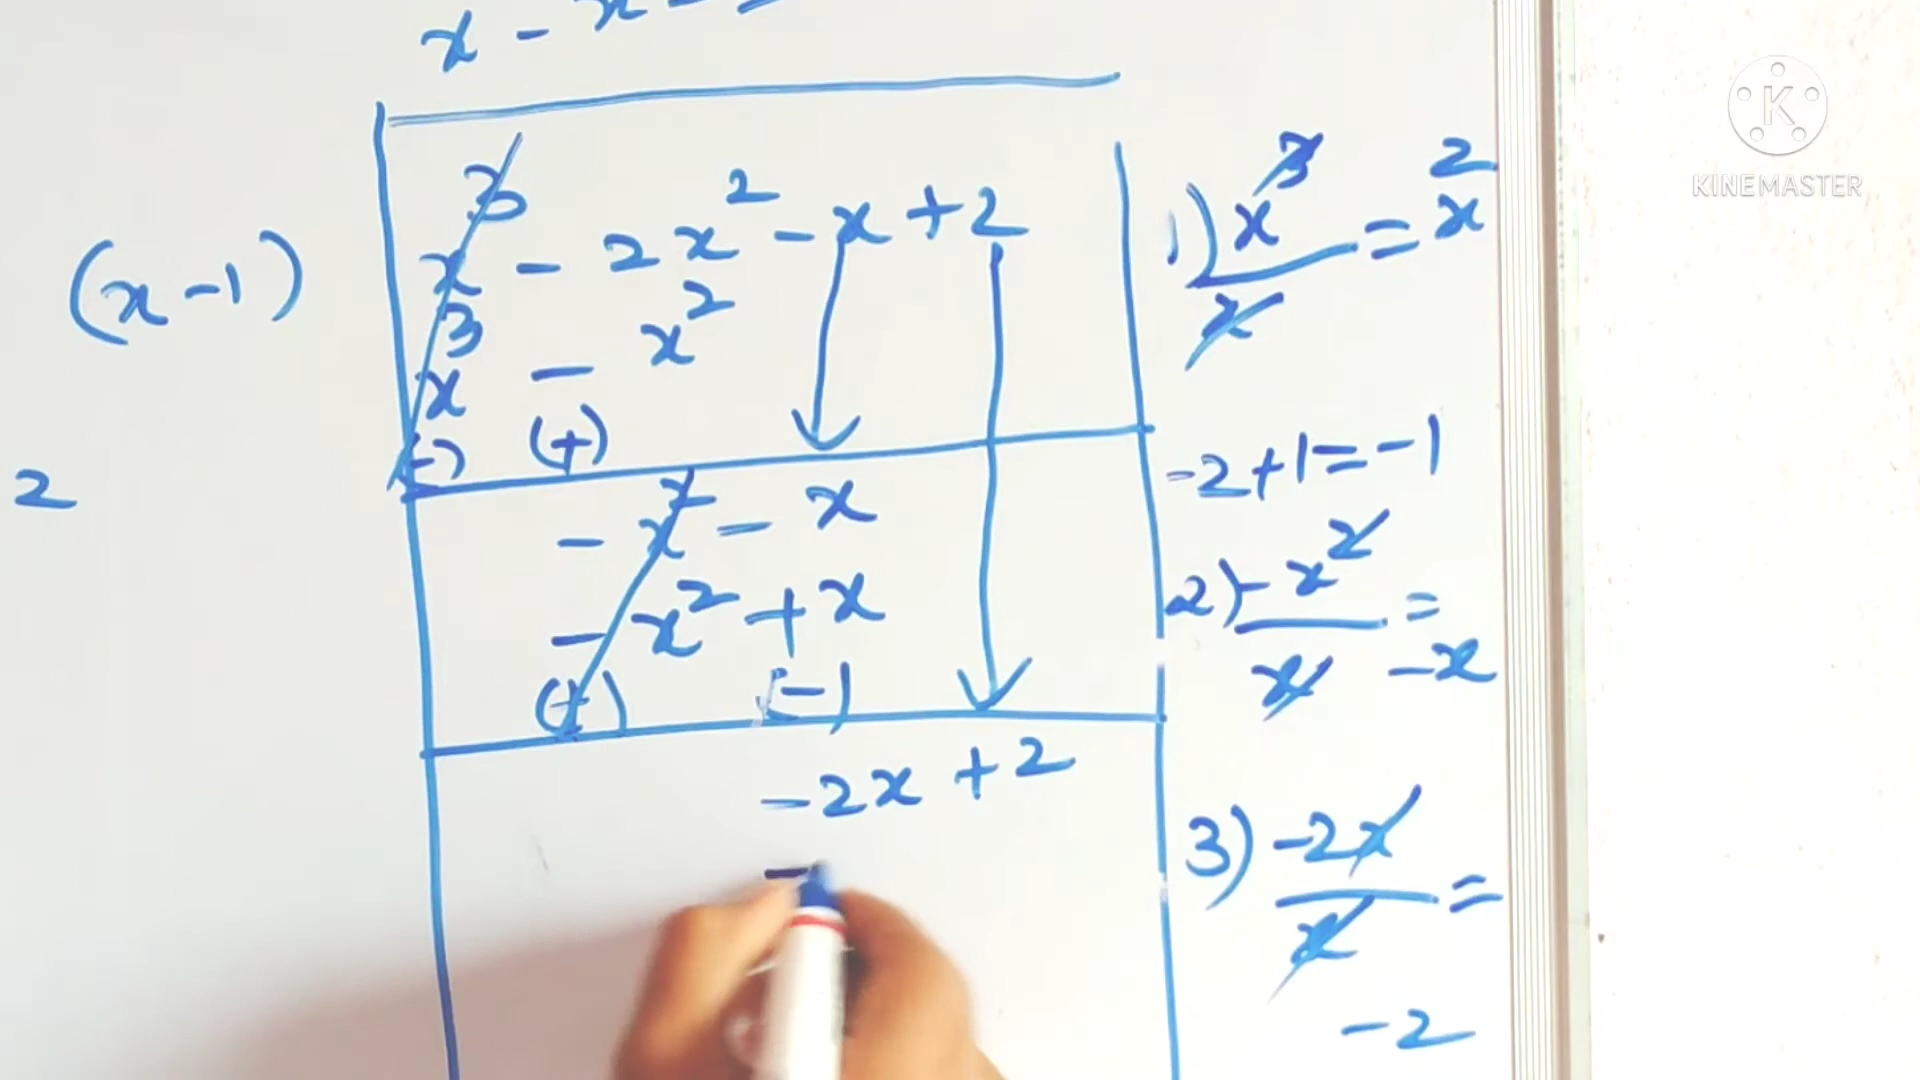 x - x - 2
x³ - 2x² - x + 2
(x-1)
x³ - x²
(-) (+)
2
- x² - x
- x² + x
(+) (-)
-2x + 2
-
1) x³/x = x²
-2+1=-1
2) -x²/x = -x
3) -2x/x = -2
K
KINEMASTER